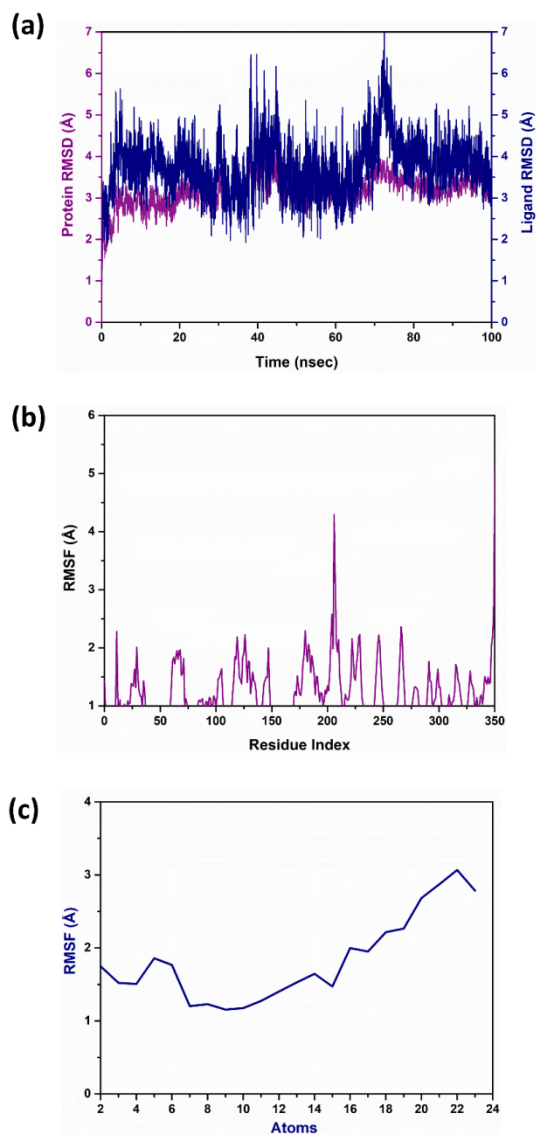 (a)
7
6
5
4
3
2
1
0
Protein RMSD (Å)
7
6
5
4
3
2
1
0
Ligand RMSD (Å)
0 20 40 60 80 100
Time (nsec)
(b)
6
5
4
3
2
1
RMSF (Å)
0 50 100 150 200 250 300 350
Residue Index
(c)
4
3
2
1
0
RMSF (Å)
2 4 6 8 10 12 14 16 18 20 22 24
Atoms